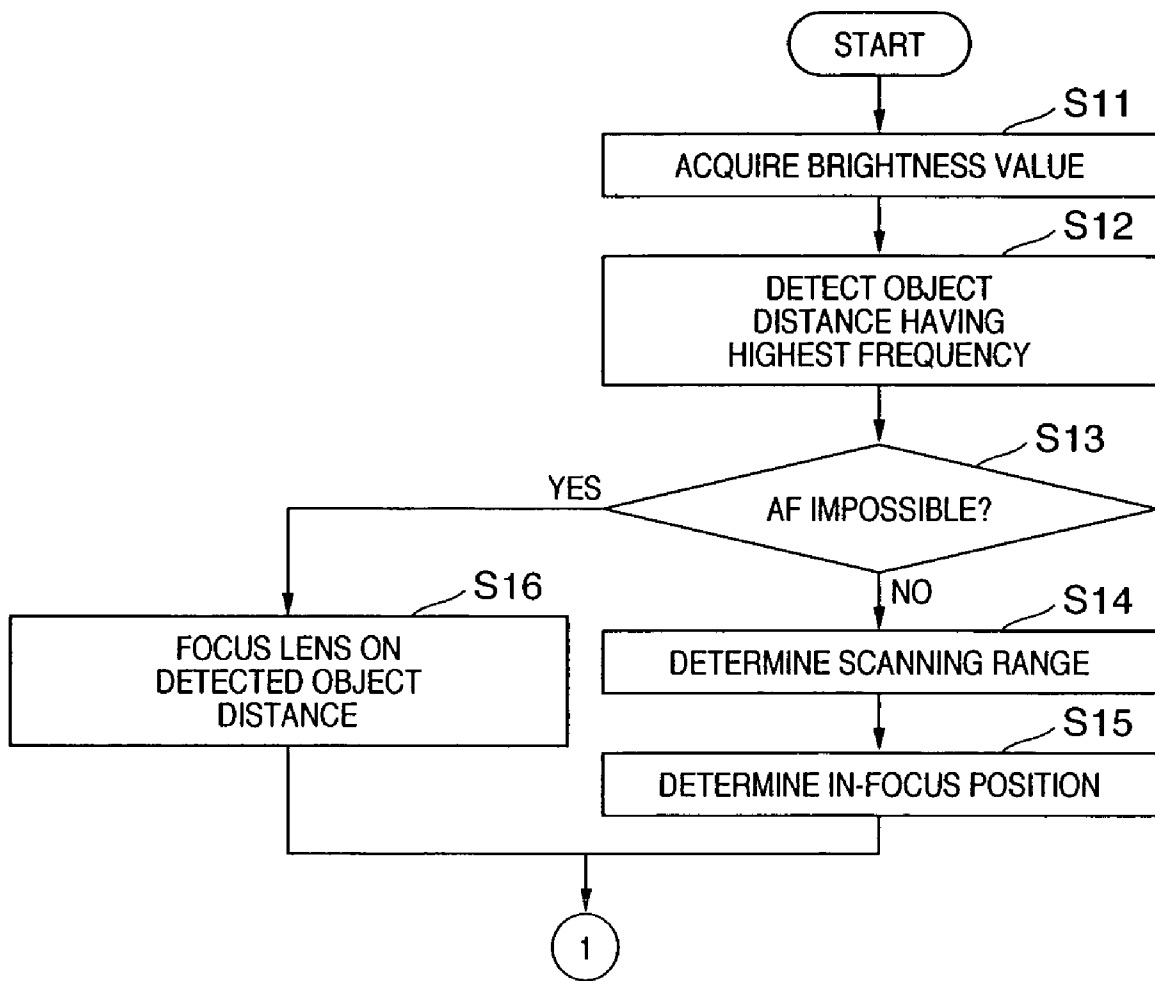 START
S11
ACQUIRE BRIGHTNESS VALUE
S12
DETECT OBJECT
DISTANCE HAVING
HIGHEST FREQUENCY
S13
YES
AF IMPOSSIBLE?
NO
S16
FOCUS LENS ON
DETECTED OBJECT
DISTANCE
S14
DETERMINE SCANNING RANGE
S15
DETERMINE IN-FOCUS POSITION
1